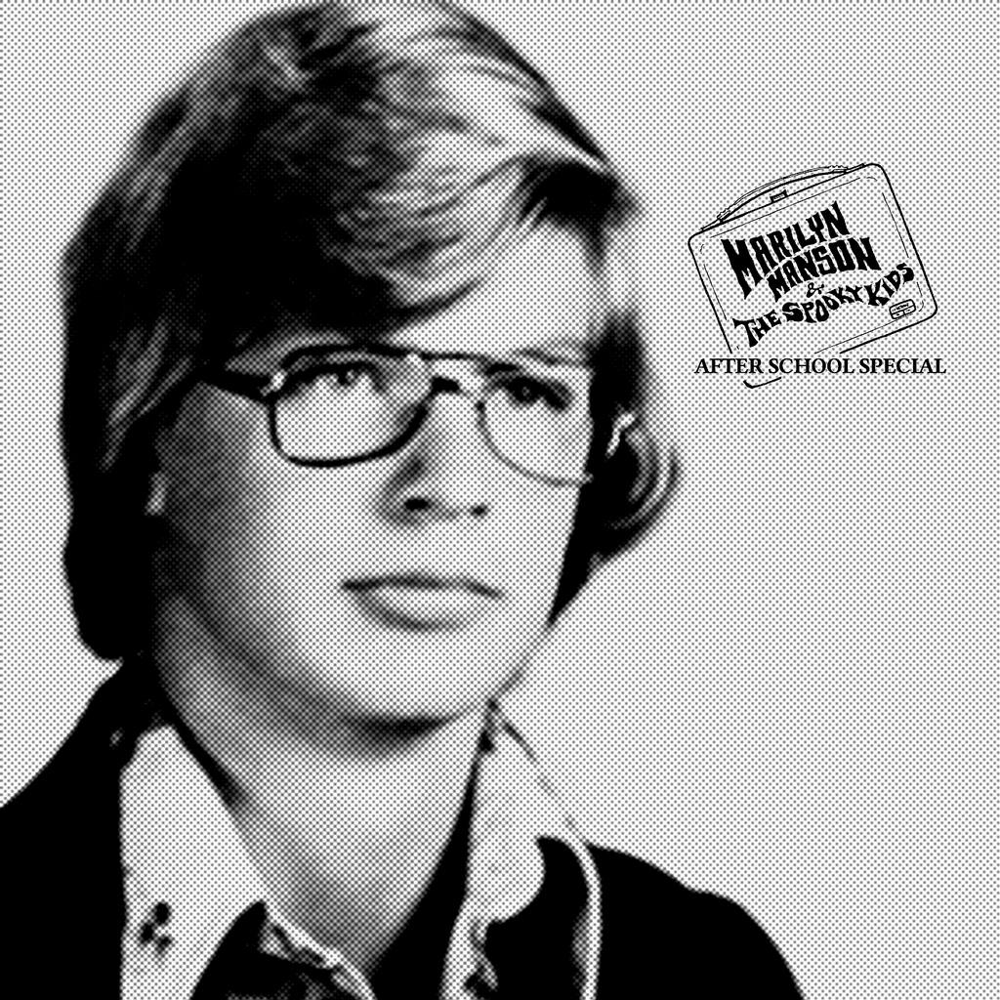 MARILYN
MANSON
&
THE SPOOKY KIDS
AFTER SCHOOL SPECIAL